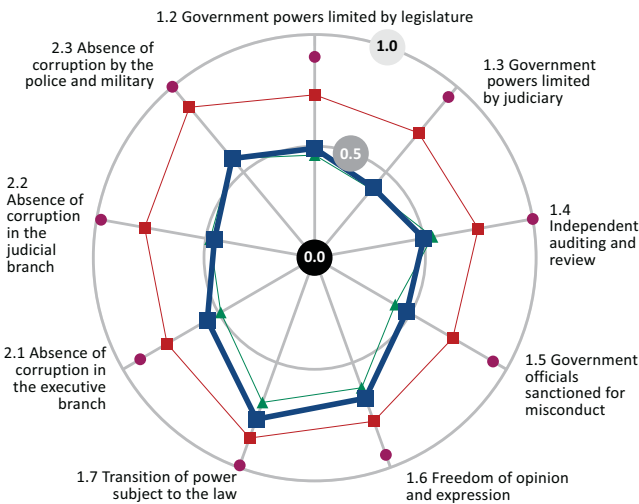 1.2 Government powers limited by legislature
1.0
2.3 Absence of
corruption by the
police and military
1.3 Government
powers limited
by judiciary
0.5
2.2
Absence of
corruption
in the
judicial
branch
1.4
Independent
auditing and
review
0.0
2.1 Absence of
corruption in
the executive
branch
1.5 Government
officials
sanctioned for
misconduct
1.7 Transition of power
subject to the law
1.6 Freedom of opinion
and expression